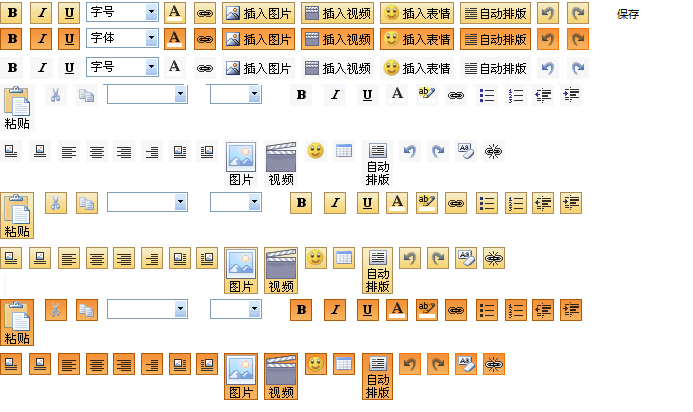 B I U 字号 A 插入图片 插入视频 插入表情 自动排版 保存
B I U 字体 A 插入图片 插入视频 插入表情 自动排版
B I U 字号 A 插入图片 插入视频 插入表情 自动排版
B I U A ab
粘贴
图片 视频 自动
排版
B I U A ab
粘贴
图片 视频 自动
排版
B I U A ab
粘贴
图片 视频 自动
排版